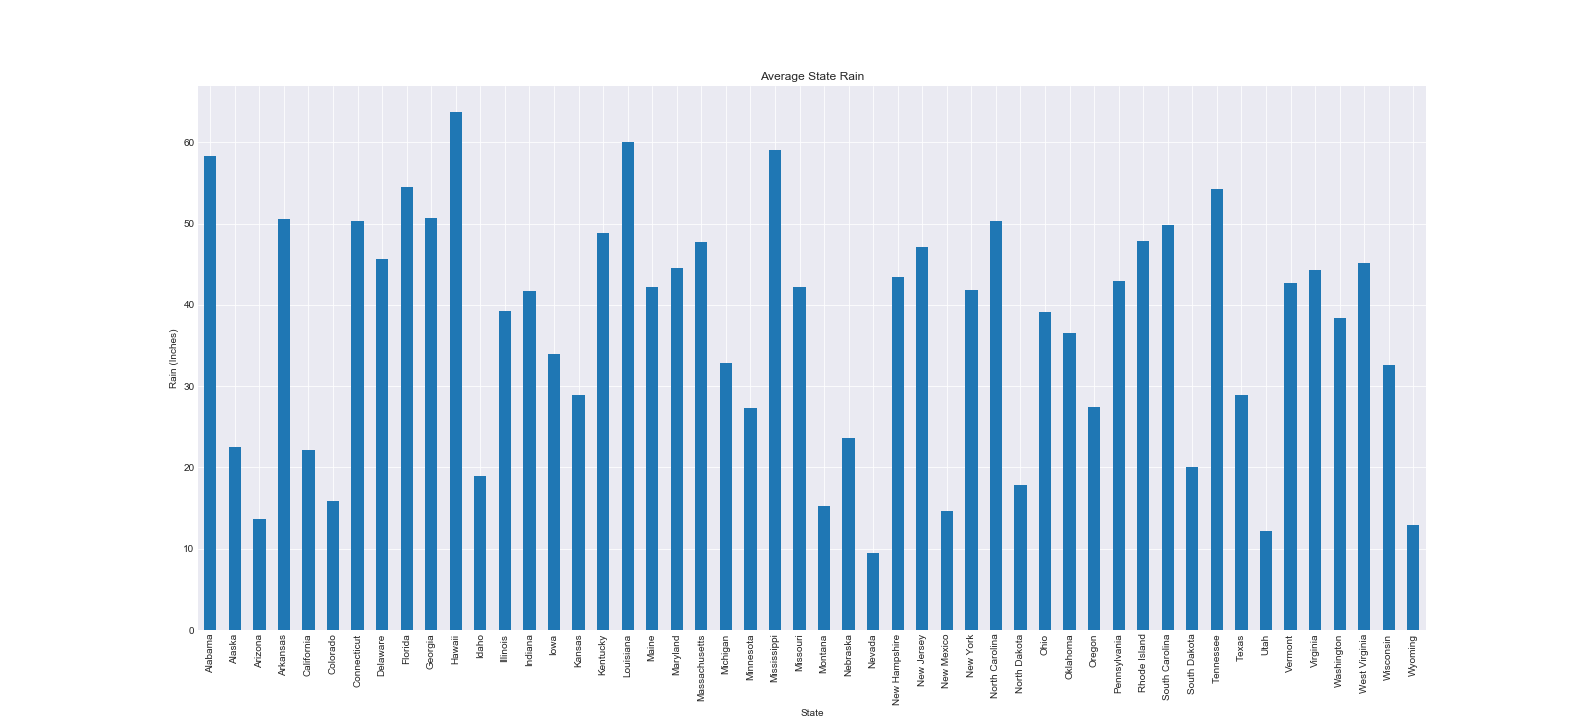 Average State Rain
Rain (Inches)
60
50
40
30
20
10
0
Alabama
Alaska
Arizona
Arkansas
California
Colorado
Connecticut
Delaware
Florida
Georgia
Hawaii
Idaho
Illinois
Indiana
Iowa
Kansas
Kentucky
Louisiana
Maine
Maryland
Massachusetts
Michigan
Minnesota
Mississippi
Missouri
Montana
Nebraska
Nevada
New Hampshire
New Jersey
New Mexico
New York
North Carolina
North Dakota
Ohio
Oklahoma
Oregon
Pennsylvania
Rhode Island
South Carolina
South Dakota
Tennessee
Texas
Utah
Vermont
Virginia
Washington
West Virginia
Wisconsin
Wyoming
State